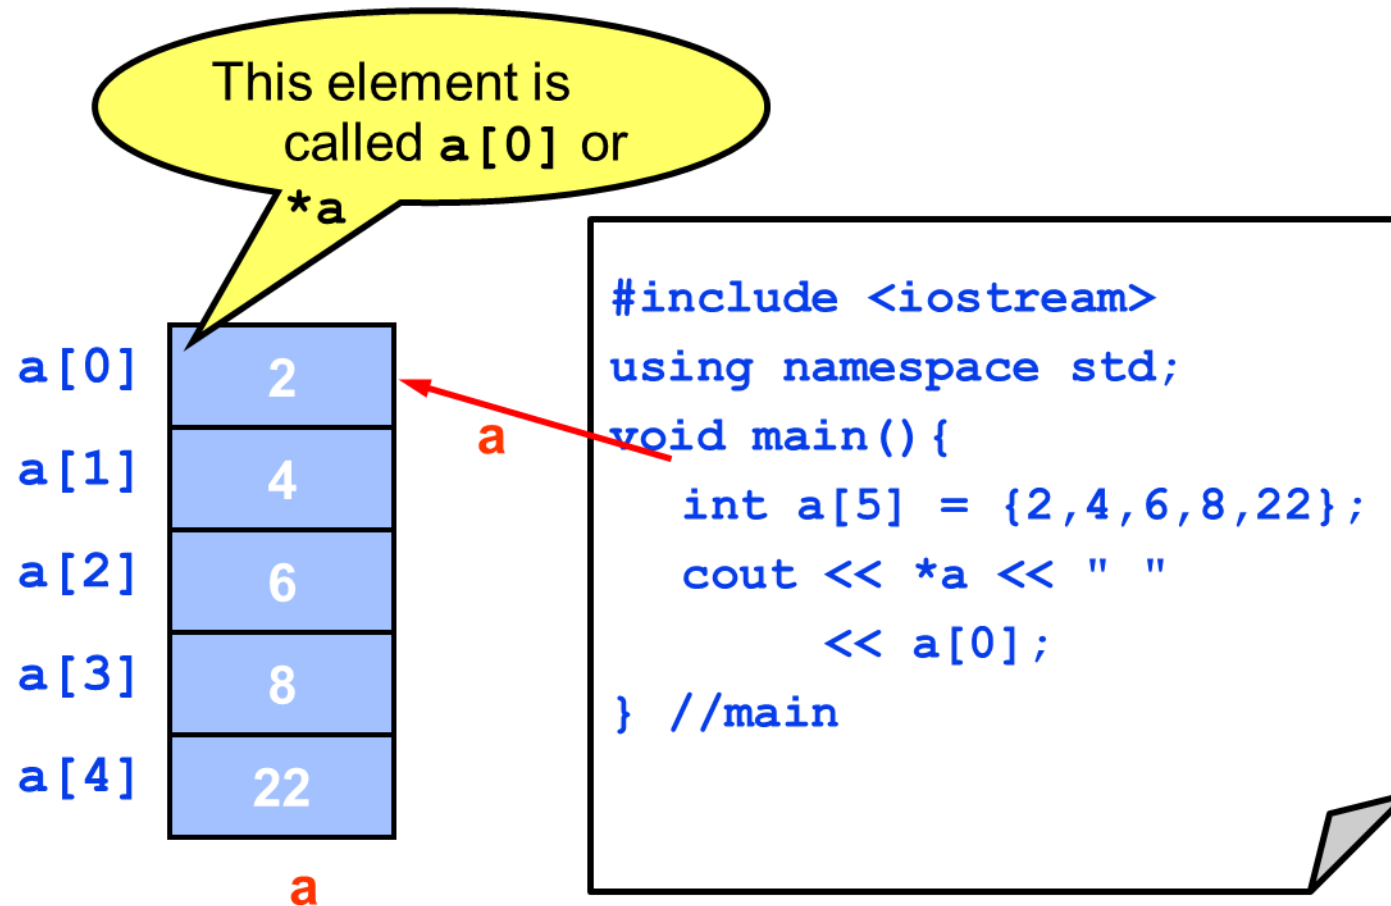 This element is
called a[0] or
*a
a[0]
2
a[1]
4
a[2]
6
a[3]
8
a[4]
22
a
a
#include <iostream>
using namespace std;
void main(){
int a[5] = {2,4,6,8,22};
cout << *a << " "
<< a[0];
} //main